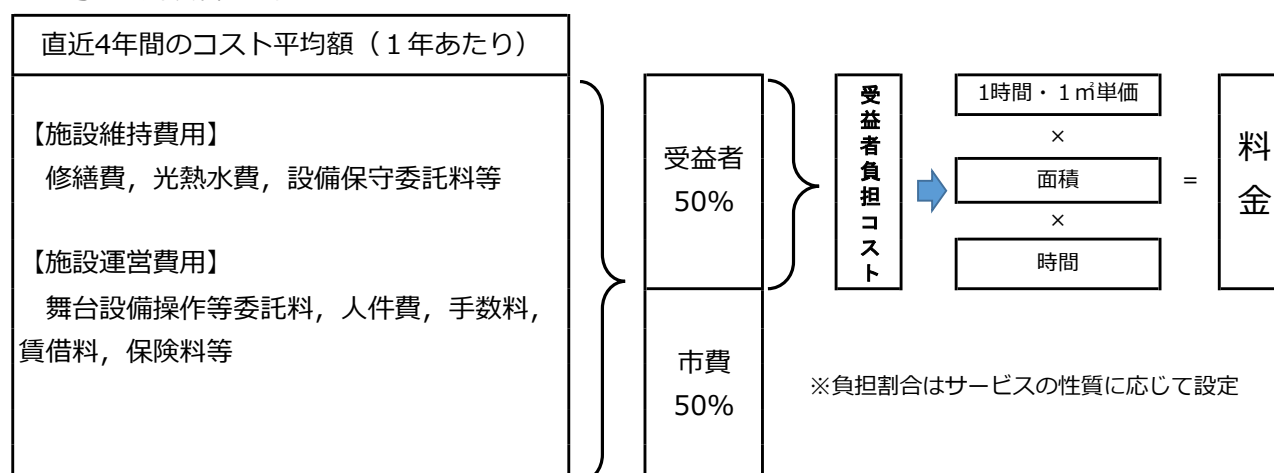 直近4年間のコスト平均額（１年あたり）
【施設維持費用】
修繕費，光熱水費，設備保守委託料等
【施設運営費用】
舞台設備操作等委託料，人件費，手数料，
賃借料，保険料等
受益者
50%
市費
50%
受益者負担コスト
1時間・１㎡単価
×
面積
×
時間
=
料金
※負担割合はサービスの性質に応じて設定